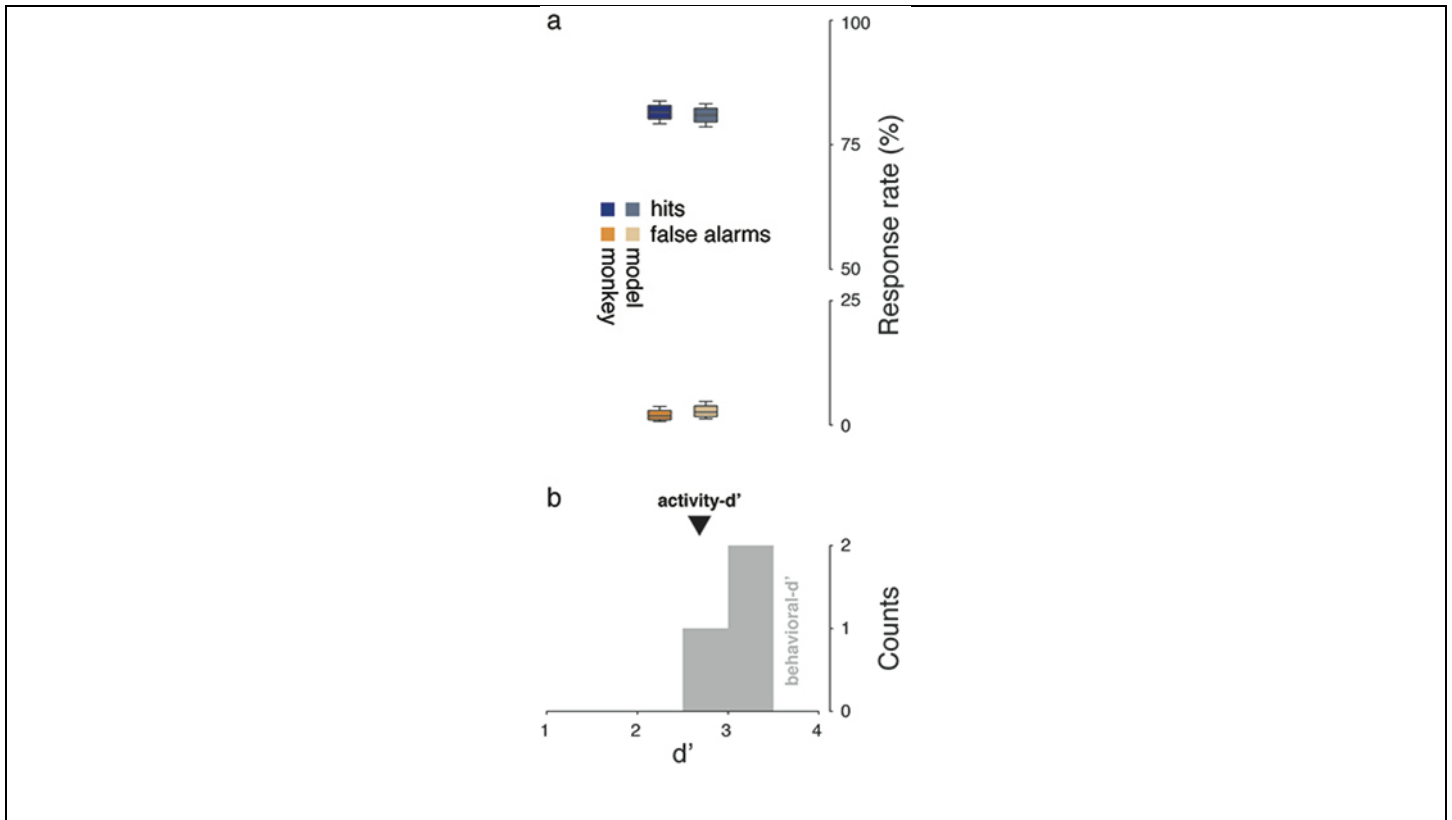 a
100
75
50
25
0
Response rate (%)
hits
false alarms
monkey
model
b
activity-d’
2
1
0
Counts
behavioral-d’
1
2
3
4
d’